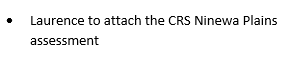 • Laurence to attach the CRS Ninewa Plains
assessment